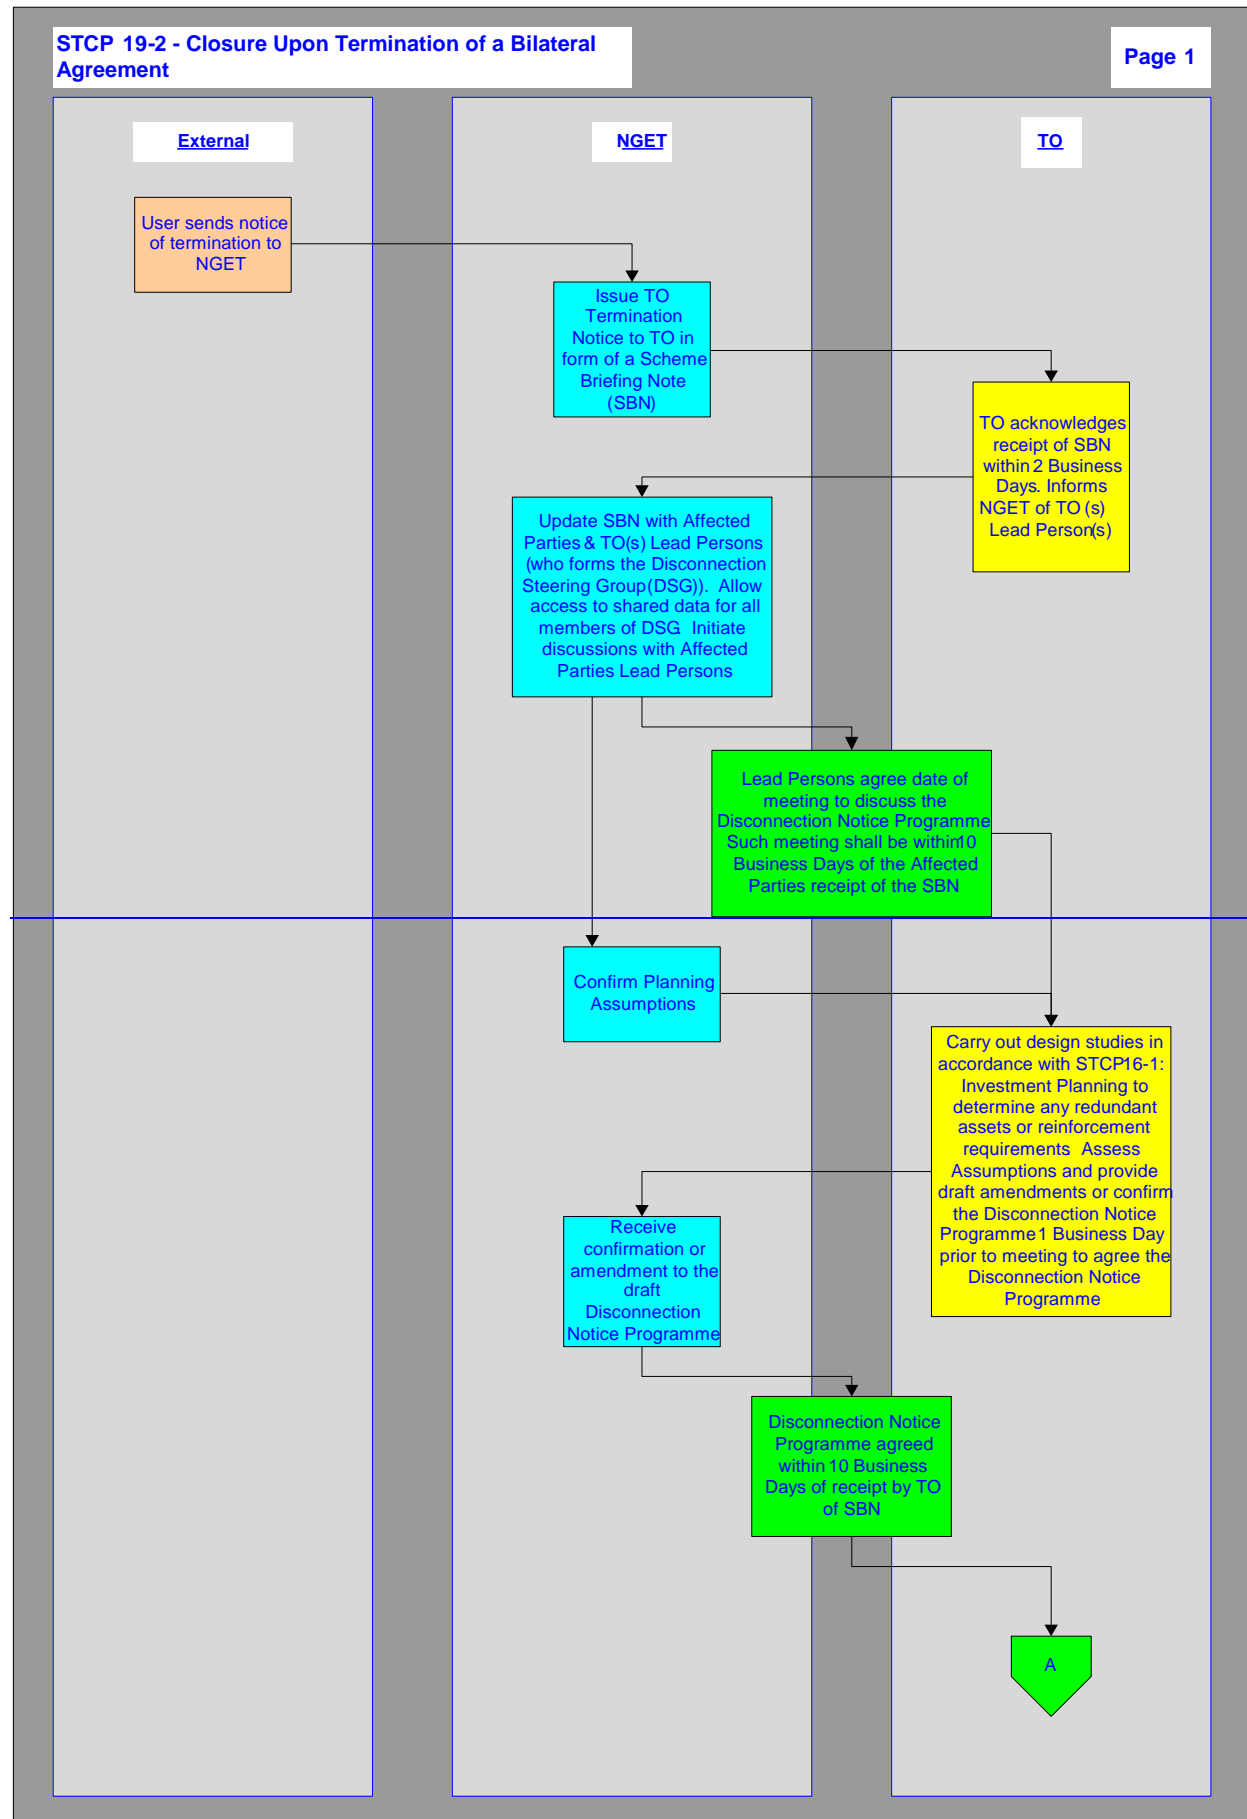 STCP 19-2 - Closure Upon Termination of a Bilateral
Agreement
Page 1
External
NGET
TO
User sends notice
of termination to
NGET
Issue TO
Termination
Notice to TO in
form of a Scheme
Briefing Note
(SBN)
TO acknowledges
receipt of SBN
within 2 Business
Days. Informs
NGET of TO (s)
Lead Person(s)
Update SBN with Affected
Parties & TO(s) Lead Persons
(who forms the Disconnection
Steering Group (DSG)). Allow
access to shared data for all
members of DSG. Initiate
discussions with Affected
Parties Lead Persons
Lead Persons agree date of
meeting to discuss the
Disconnection Notice Programme
Such meeting shall be within 10
Business Days of the Affected
Parties receipt of the SBN
Confirm Planning
Assumptions
Carry out design studies in
accordance with STCP16-1:
Investment Planning to
determine any redundant
assets or reinforcement
requirements. Assess
Assumptions and provide
draft amendments or confirm
the Disconnection Notice
Programme 1 Business Day
prior to meeting to agree the
Disconnection Notice
Programme
Receive
confirmation or
amendment to the
draft
Disconnection
Notice Programme
Disconnection Notice
Programme agreed
within 10 Business
Days of receipt by TO
of SBN
A